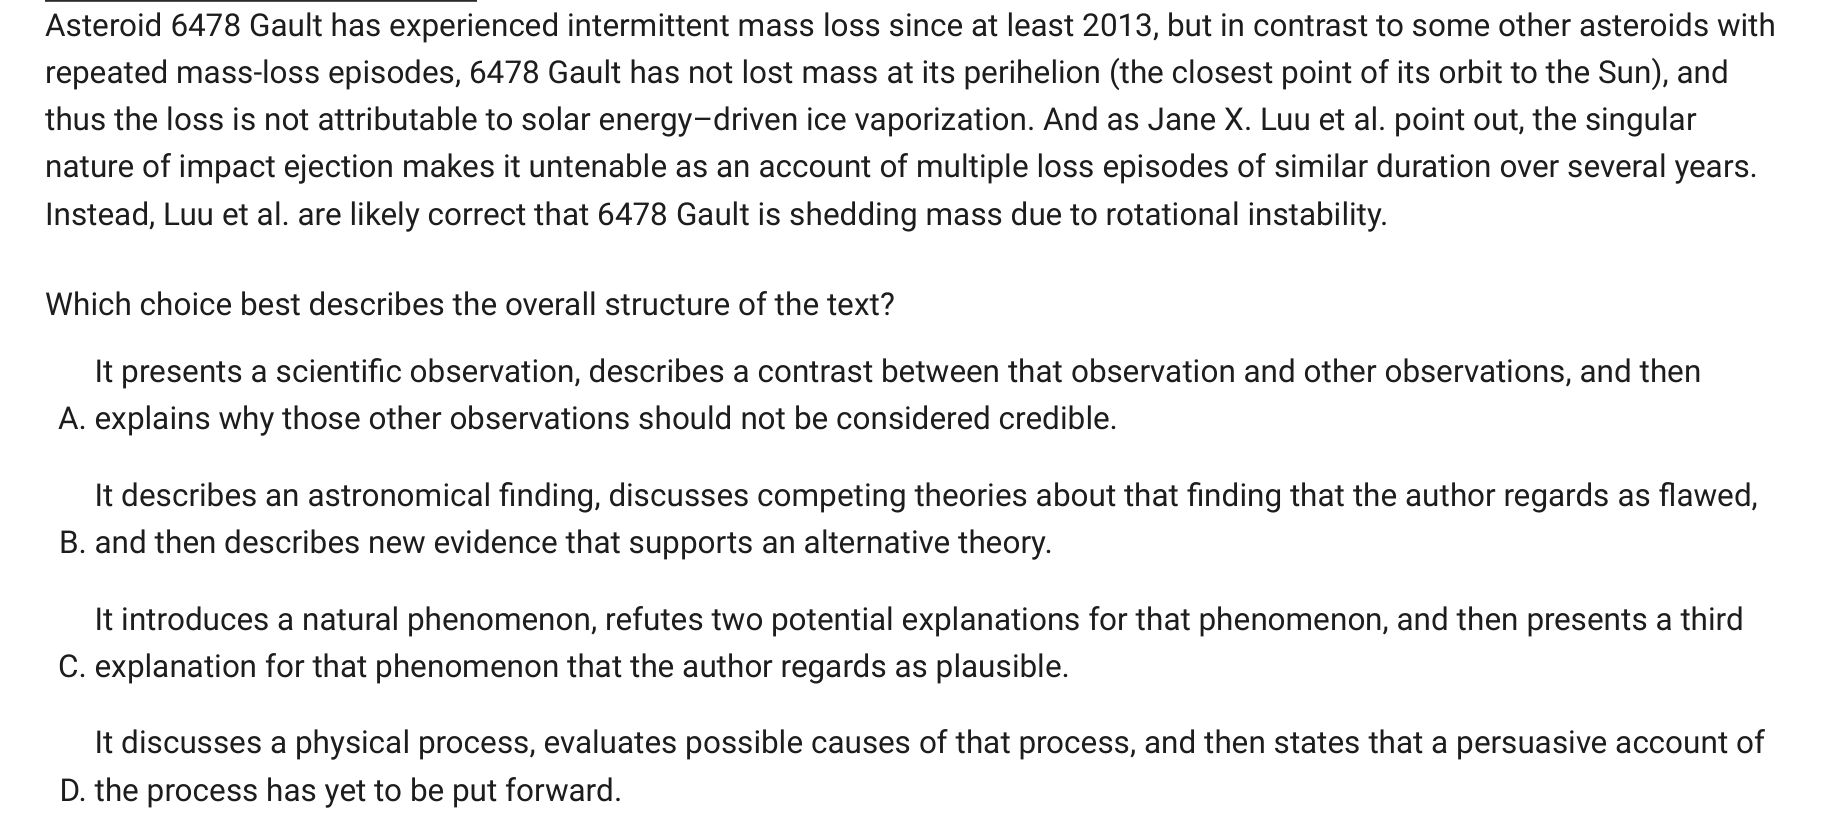 Asteroid 6478 Gault has experienced intermittent mass loss since at least 2013, but in contrast to some other asteroids with
repeated mass-loss episodes, 6478 Gault has not lost mass at its perihelion (the closest point of its orbit to the Sun), and
thus the loss is not attributable to solar energy–driven ice vaporization. And as Jane X. Luu et al. point out, the singular
nature of impact ejection makes it untenable as an account of multiple loss episodes of similar duration over several years.
Instead, Luu et al. are likely correct that 6478 Gault is shedding mass due to rotational instability.
Which choice best describes the overall structure of the text?
It presents a scientific observation, describes a contrast between that observation and other observations, and then
A. explains why those other observations should not be considered credible.
It describes an astronomical finding, discusses competing theories about that finding that the author regards as flawed,
B. and then describes new evidence that supports an alternative theory.
It introduces a natural phenomenon, refutes two potential explanations for that phenomenon, and then presents a third
C. explanation for that phenomenon that the author regards as plausible.
It discusses a physical process, evaluates possible causes of that process, and then states that a persuasive account of
D. the process has yet to be put forward.